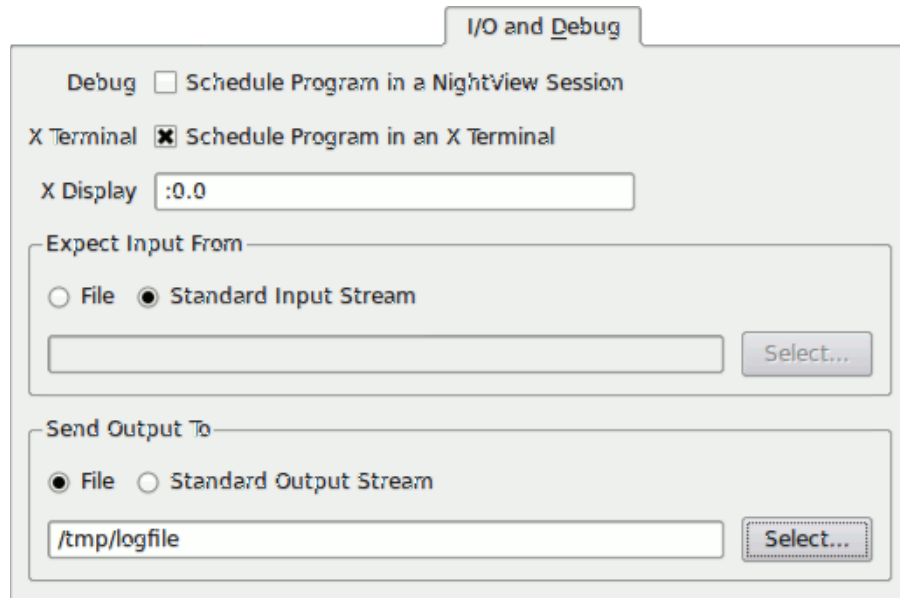 I/O and Debug
Debug Schedule Program in a NightView Session
X Terminal Schedule Program in an X Terminal
X Display :0.0
Expect Input From
File Standard Input Stream
Select...
Send Output To
File Standard Output Stream
/tmp/logfile Select...